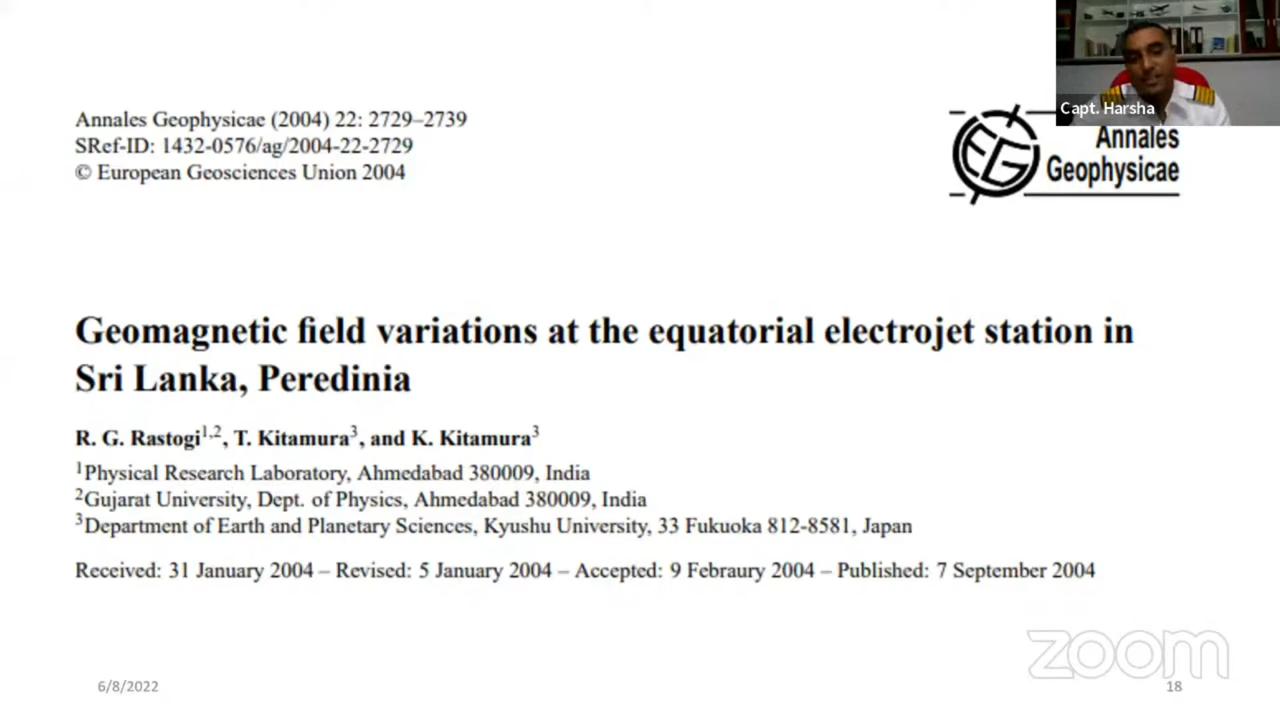 Capt. Harsha
Annales Geophysicae (2004) 22: 2729–2739
SRef-ID: 1432-0576/ag/2004-22-2729
© European Geosciences Union 2004
EG
Annales
Geophysicae
Geomagnetic field variations at the equatorial electrojet station in
Sri Lanka, Peredinia
R. G. Rastogi1,2, T. Kitamura3, and K. Kitamura3
1Physical Research Laboratory, Ahmedabad 380009, India
2Gujarat University, Dept. of Physics, Ahmedabad 380009, India
3Department of Earth and Planetary Sciences, Kyushu University, 33 Fukuoka 812-8581, Japan
Received: 31 January 2004 – Revised: 5 January 2004 – Accepted: 9 Febraury 2004 – Published: 7 September 2004
zoom
6/8/2022
18